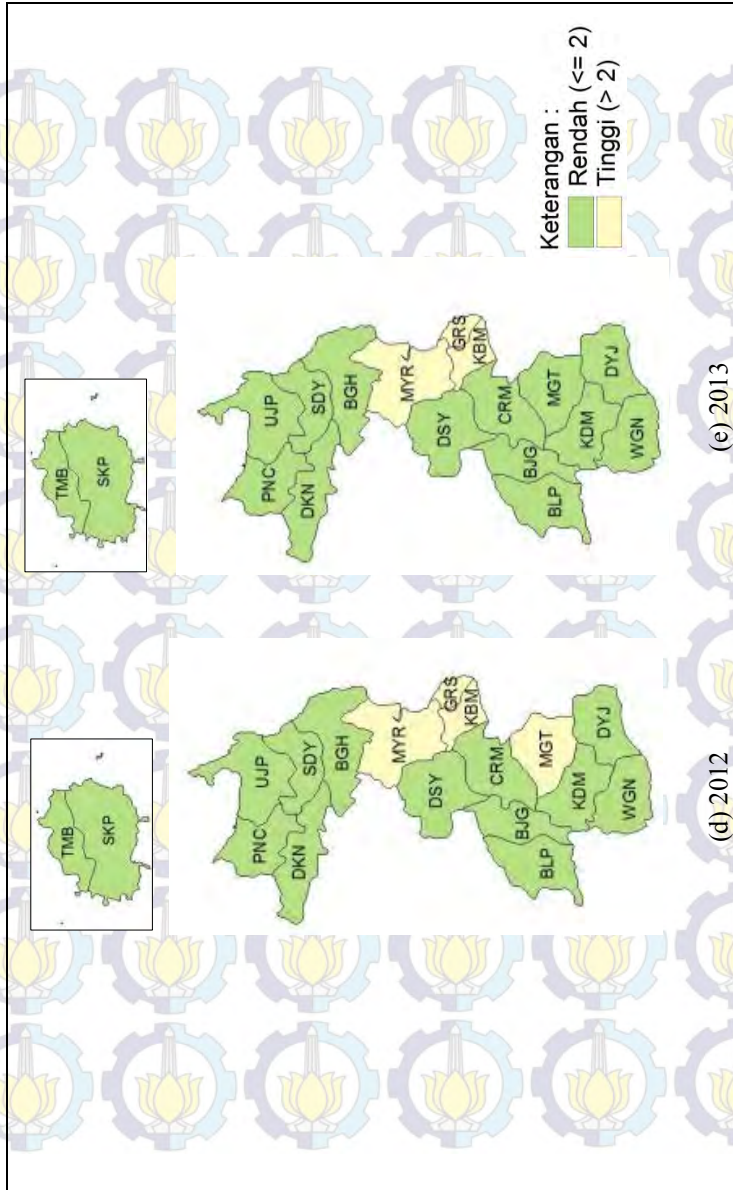 TMB
SKP
UJP
PNC
SDY
DKN
BGH
MYR
GRS
KBM
DSY
CRM
MGT
BJG
BLP
KDM
DYJ
WGN
(d) 2012
TMB
SKP
UJP
PNC
SDY
DKN
BGH
MYR
GRS
KBM
DSY
CRM
MGT
BJG
BLP
KDM
DYJ
WGN
(e) 2013
Keterangan :
Rendah (<= 2)
Tinggi (> 2)